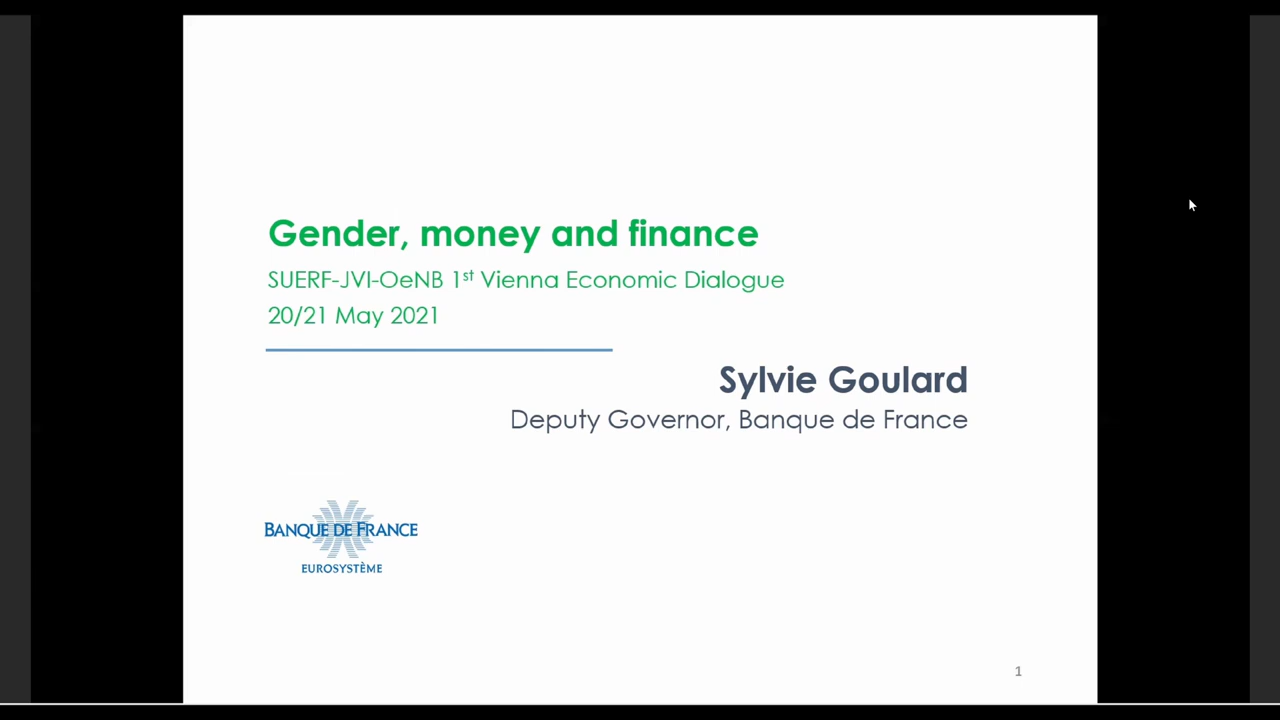 Gender, money and finance
SUERF-JVI-OeNB 1st Vienna Economic Dialogue
20/21 May 2021
Sylvie Goulard
Deputy Governor, Banque de France
BANQUE DE FRANCE
EUROSYSTÈME
1